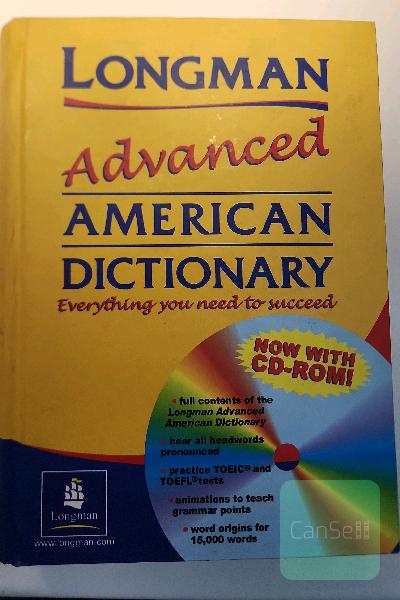 LONGMAN
Advanced
AMERICAN
DICTIONARY
Everything you need to succeed
NOW WITH
CD-ROM!
• full contents of the
Longman Advanced
American Dictionary
• hear all headwords
pronounced
• practice TOEIC® and
TOEFL® tests
• animations to teach
grammar points
• word origins for
15,000 words
Longman
www.longman.com
CanSell